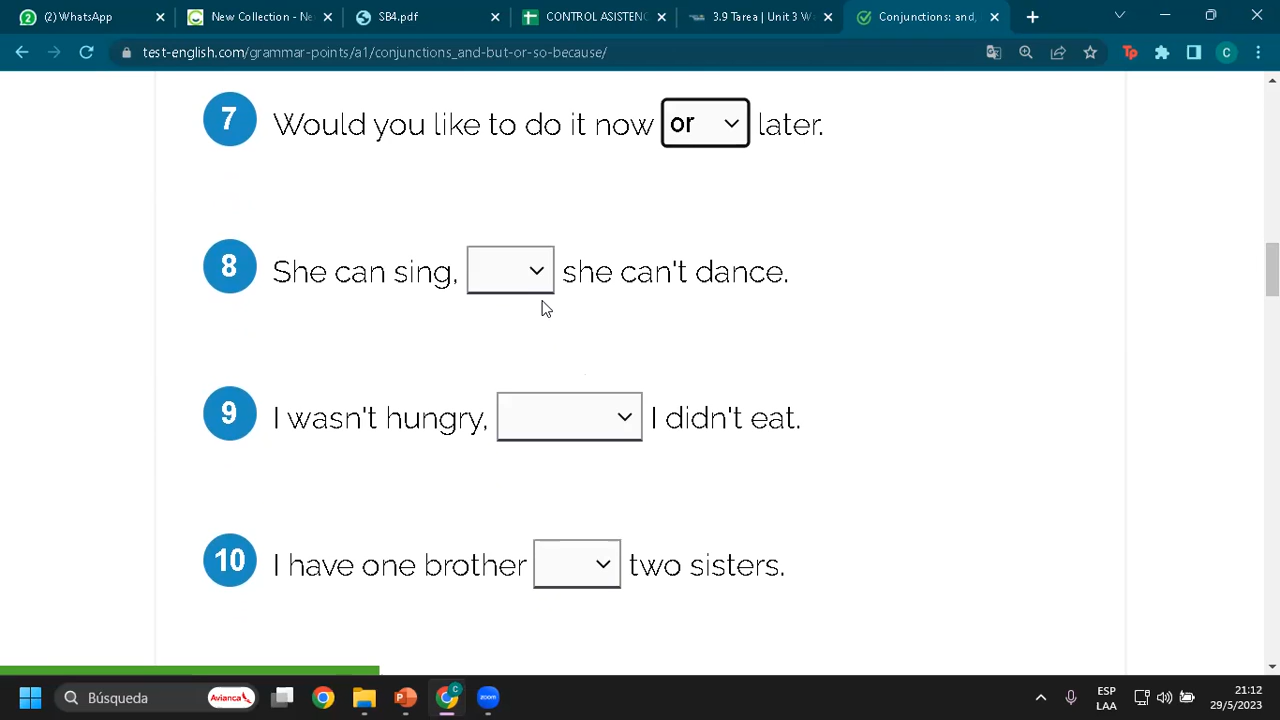 (2) WhatsApp
New Collection - Ne
SB4.pdf
CONTROL ASISTENC
3.9 Tarea | Unit 3 W
Conjunctions: and,
test-english.com/grammar-points/a1/conjunctions_and-but-or-so-because/
7 Would you like to do it now or later.
8 She can sing, she can't dance.
9 I wasn't hungry, I didn't eat.
10 I have one brother two sisters.
Búsqueda
Avianca
ESP
LAA
21:12
29/5/2023